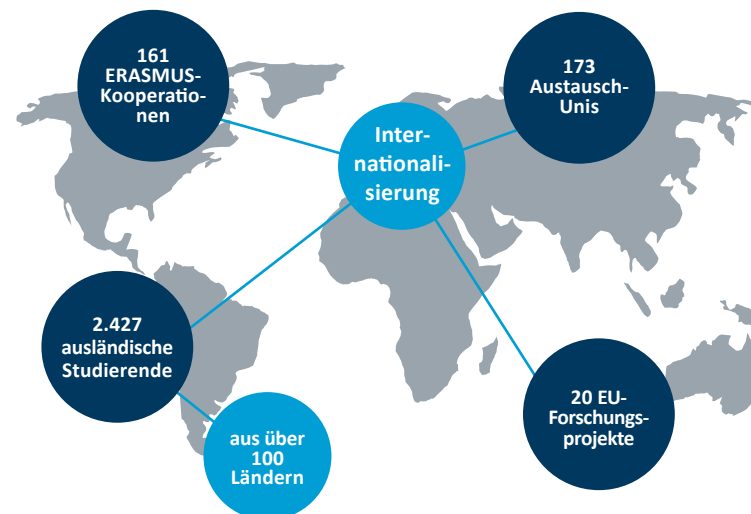 161
ERASMUS-
Kooperatio-
nen
173
Austausch-
Unis
Inter-
nationali-
sierung
2.427
ausländische
Studierende
20 EU-
Forschungs-
projekte
aus über
100
Ländern